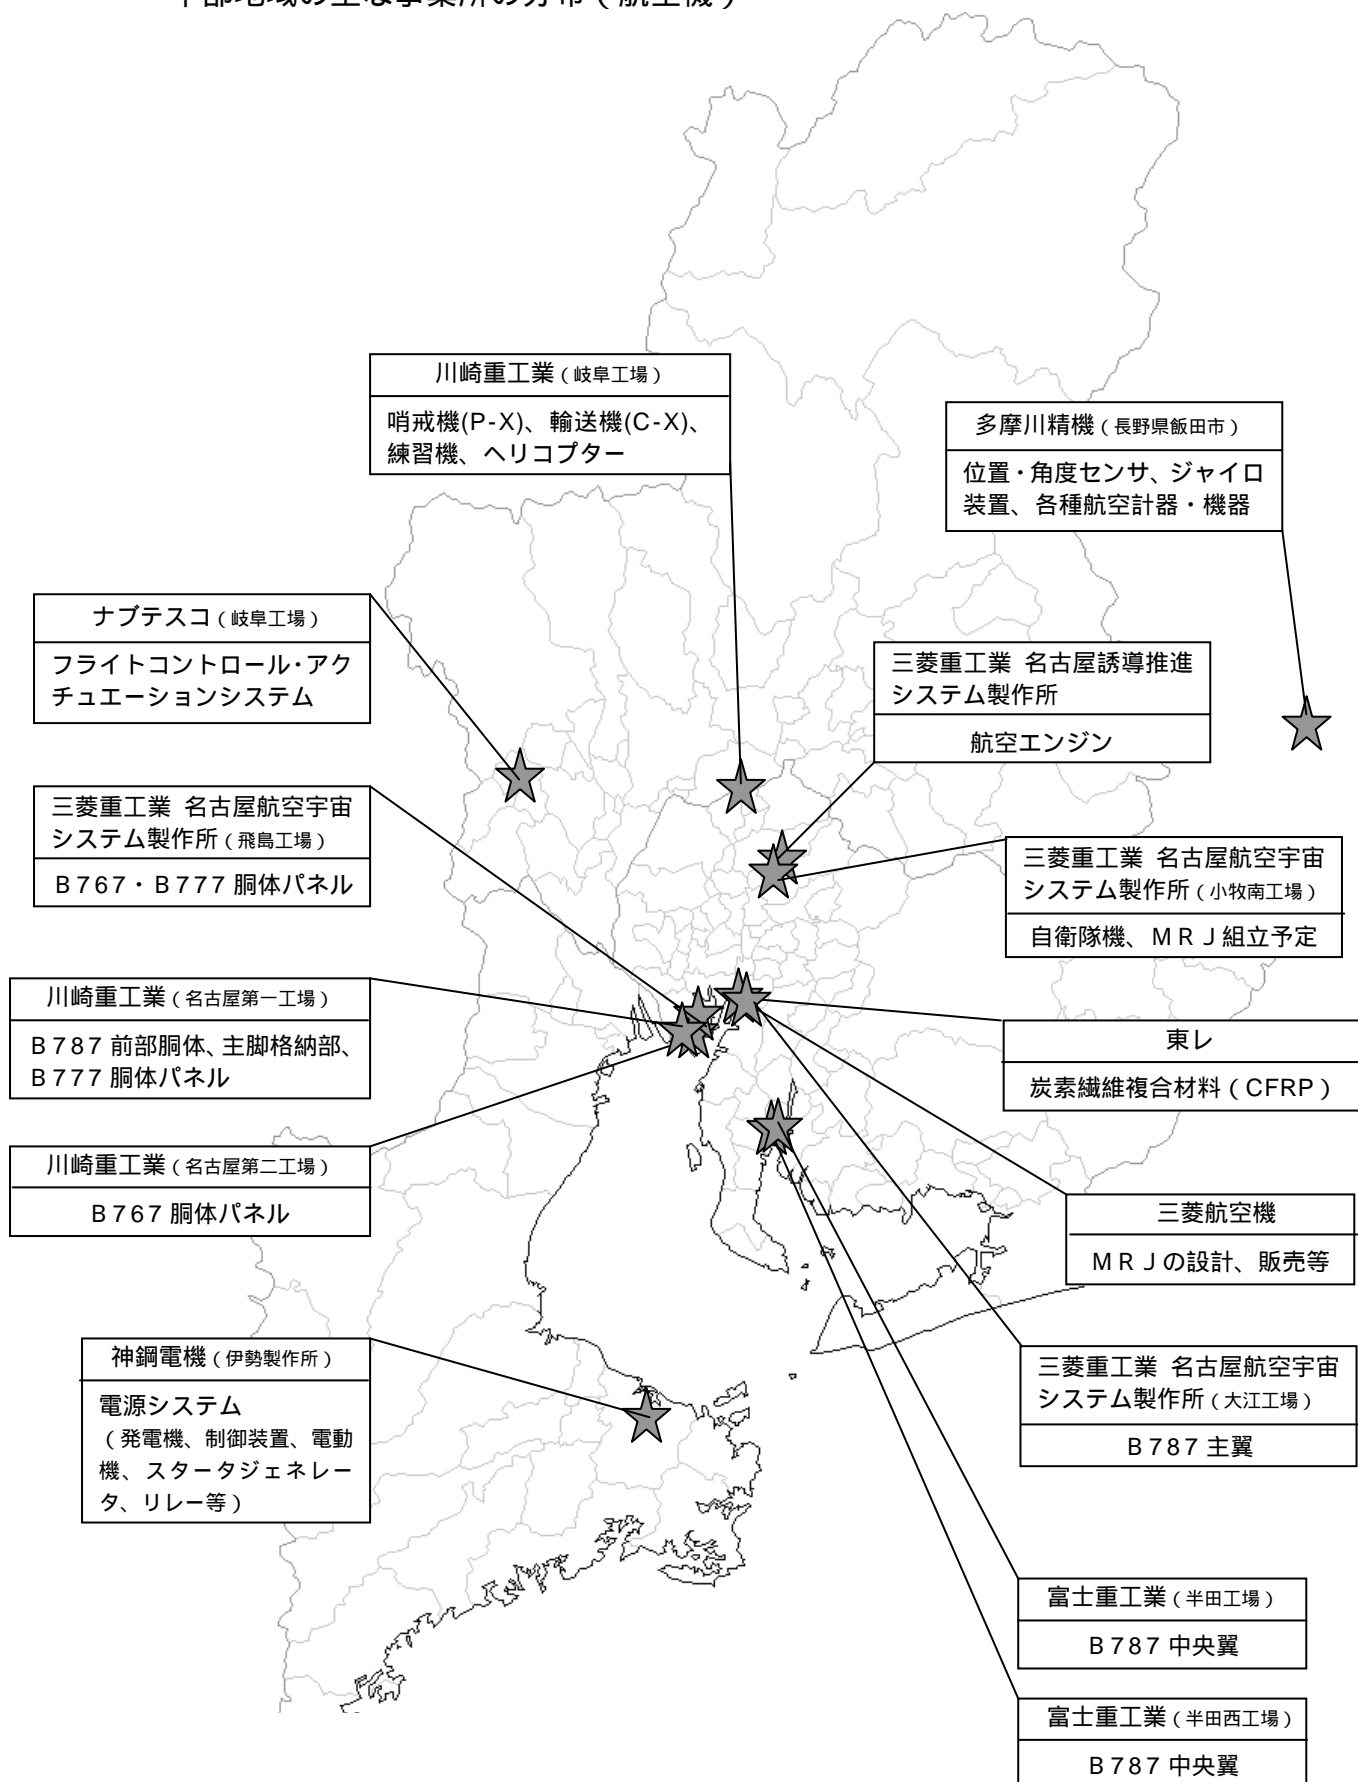 中部地域の主な事業所の分布（航空機）
川崎重工業（岐阜工場）
哨戒機(P-X)、輸送機(C-X)、
練習機、ヘリコプター
多摩川精機（長野県飯田市）
位置・角度センサ、ジャイロ
装置、各種航空計器・機器
ナブテスコ（岐阜工場）
フライトコントロール・アク
チュエーションシステム
三菱重工業 名古屋誘導推進
システム製作所
航空エンジン
三菱重工業 名古屋航空宇宙
システム製作所（飛島工場）
B767・B777 胴体パネル
三菱重工業 名古屋航空宇宙
システム製作所（小牧南工場）
自衛隊機、ＭＲＪ組立予定
川崎重工業（名古屋第一工場）
B787 前部胴体、主脚格納部、
B777 胴体パネル
東レ
炭素繊維複合材料（CFRP）
川崎重工業（名古屋第二工場）
B767 胴体パネル
三菱航空機
ＭＲＪの設計、販売等
神鋼電機（伊勢製作所）
電源システム
（発電機、制御装置、電動
機、スタータジェネレー
タ、リレー等）
三菱重工業 名古屋航空宇宙
システム製作所（大江工場）
B787 主翼
富士重工業（半田工場）
B787 中央翼
富士重工業（半田西工場）
B787 中央翼